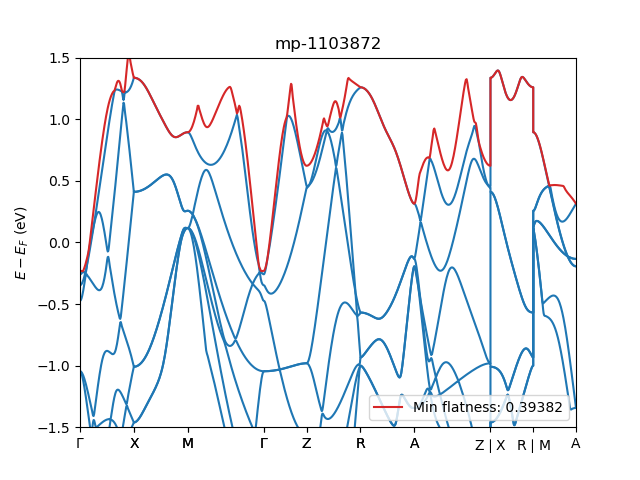 mp-1103872
1.5
1.0
0.5
0.0
−0.5
−1.0
−1.5
E − E_F (eV)
Min flatness: 0.39382
Γ X M Γ Z R A Z | X R | M A